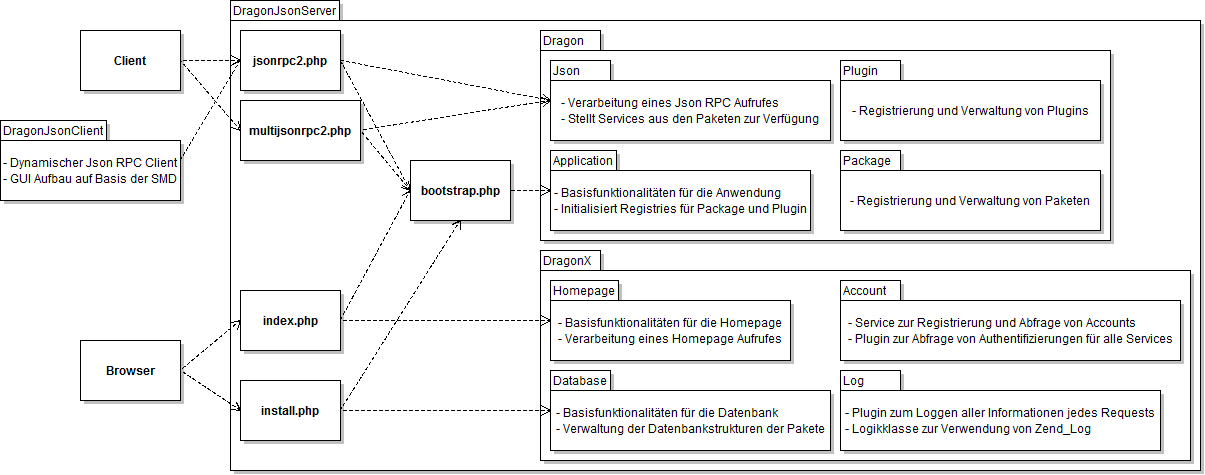 DragonJsonServer
Client
jsonrpc2.php
multijsonrpc2.php
DragonJsonClient
- Dynamischer Json RPC Client
- GUI Aufbau auf Basis der SMD
bootstrap.php
index.php
Browser
install.php
Dragon
Json
- Verarbeitung eines Json RPC Aufrufes
- Stellt Services aus den Paketen zur Verfügung
Plugin
- Registrierung und Verwaltung von Plugins
Application
- Basisfunktionalitäten für die Anwendung
- Initialisiert Registries für Package und Plugin
Package
- Registrierung und Verwaltung von Paketen
DragonX
Homepage
- Basisfunktionalitäten für die Homepage
- Verarbeitung eines Homepage Aufrufes
Account
- Service zur Registrierung und Abfrage von Accounts
- Plugin zur Abfrage von Authentifizierungen für alle Services
Database
- Basisfunktionalitäten für die Datenbank
- Verwaltung der Datenbankstrukturen der Pakete
Log
- Plugin zum Loggen aller Informationen jedes Requests
- Logikklasse zur Verwendung von Zend_Log